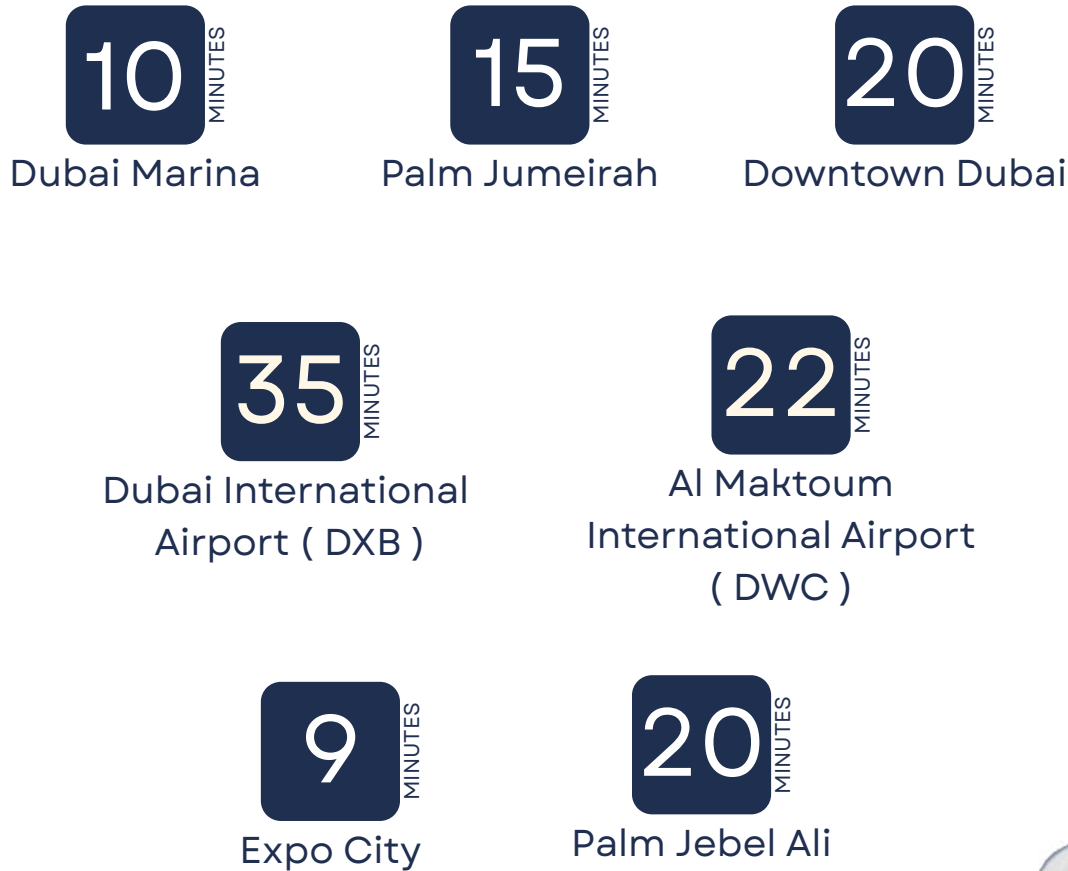 10 MINUTES
Dubai Marina
15 MINUTES
Palm Jumeirah
20 MINUTES
Downtown Dubai
35 MINUTES
Dubai International
Airport ( DXB )
22 MINUTES
Al Maktoum
International Airport
( DWC )
9 MINUTES
Expo City
20 MINUTES
Palm Jebel Ali